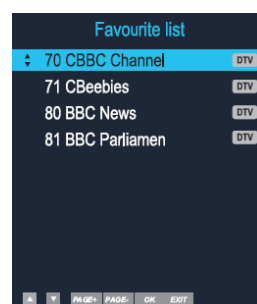 Favourite list
70 CBBC Channel DTV
71 CBeebies DTV
80 BBC News DTV
81 BBC Parliamen DTV
PAGE+ PAGE- OK EXIT